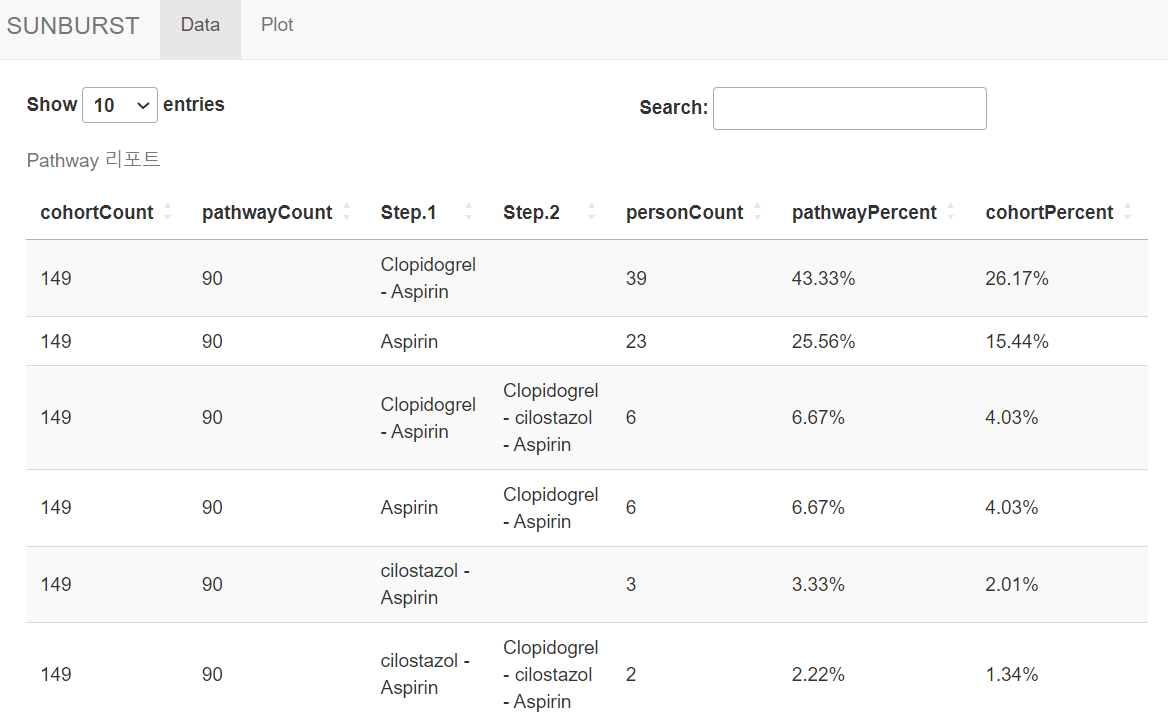 SUNBURST Data Plot
Show 10 entries Search:
Pathway 리포트
cohortCount pathwayCount Step.1 Step.2 personCount pathwayPercent cohortPercent
149 90 Clopidogrel - Aspirin 39 43.33% 26.17%
149 90 Aspirin 23 25.56% 15.44%
149 90 Clopidogrel - Aspirin Clopidogrel - cilostazol - Aspirin 6 6.67% 4.03%
149 90 Aspirin Clopidogrel - Aspirin 6 6.67% 4.03%
149 90 cilostazol - Aspirin 3 3.33% 2.01%
149 90 cilostazol - Aspirin Clopidogrel - cilostazol - Aspirin 2 2.22% 1.34%